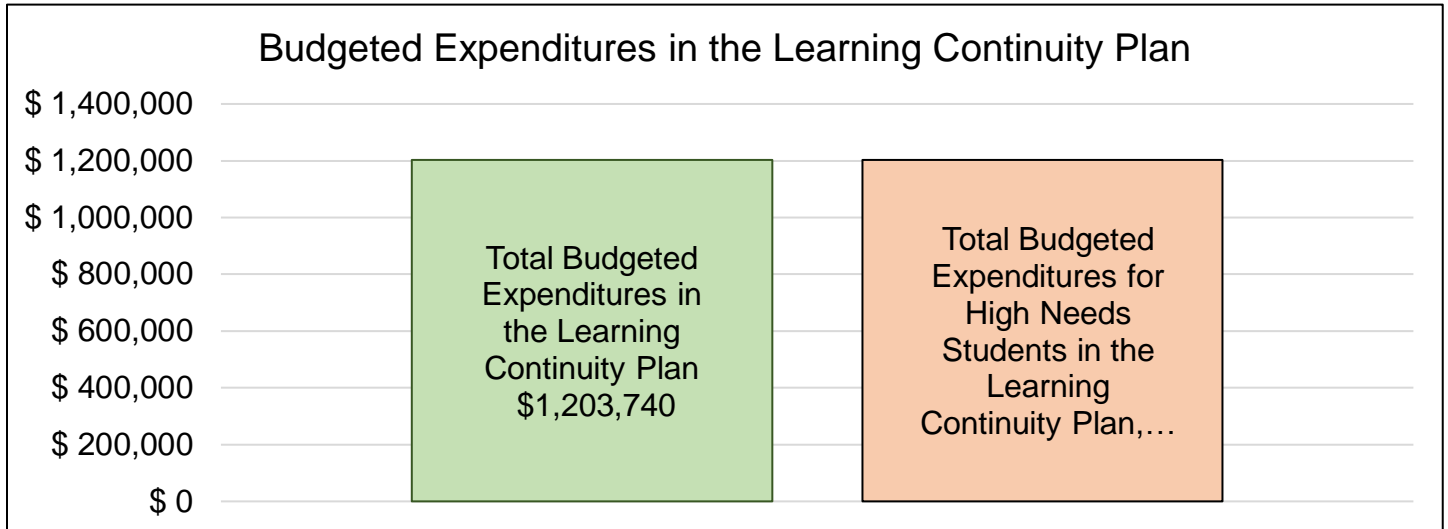 Budgeted Expenditures in the Learning Continuity Plan
$ 1,400,000
$ 1,200,000
$ 1,000,000
$ 800,000
$ 600,000
$ 400,000
$ 200,000
$ 0
Total Budgeted
Expenditures in
the Learning
Continuity Plan
$1,203,740
Total Budgeted
Expenditures for
High Needs
Students in the
Learning
Continuity Plan,…